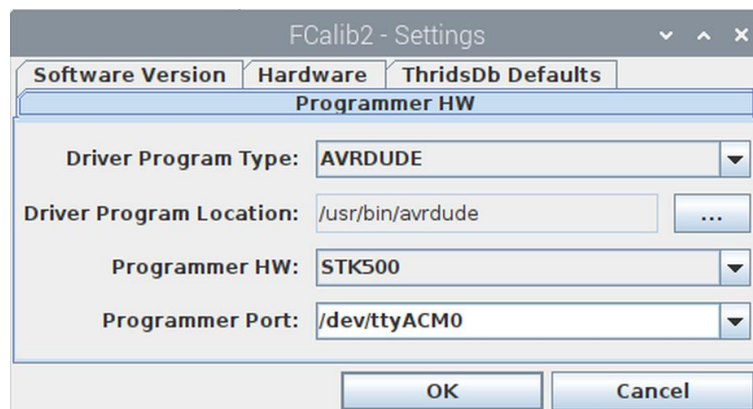 FCalib2 - Settings
Software Version Hardware ThridsDb Defaults
Programmer HW
Driver Program Type: AVRDUDE
Driver Program Location: /usr/bin/avrdude ...
Programmer HW: STK500
Programmer Port: /dev/ttyACM0
OK Cancel